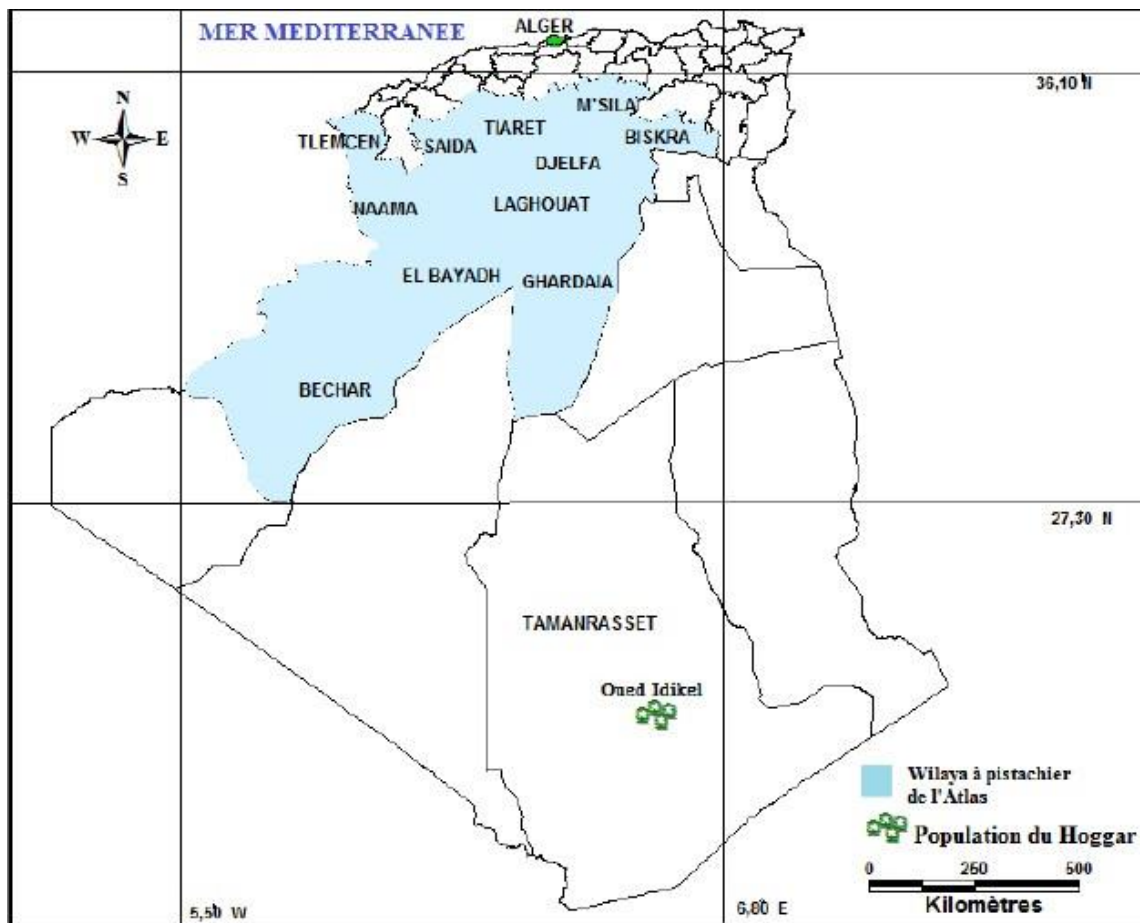 MER MEDITERRANEE
ALGER
36,10 N
N
W E
S
M'SILA
TLEMCEN
SAIDA
TIARET
BISKRA
DJELFA
NAAMA
LAGHOUAT
EL BAYADH
GHARDAIA
BECHAR
27,30 N
TAMANRASSET
Oued Idikel
Wilaya à pistachier
de l'Atlas
Population du Hoggar
0 250 500
Kilomètres
5,50 W
6,80 E